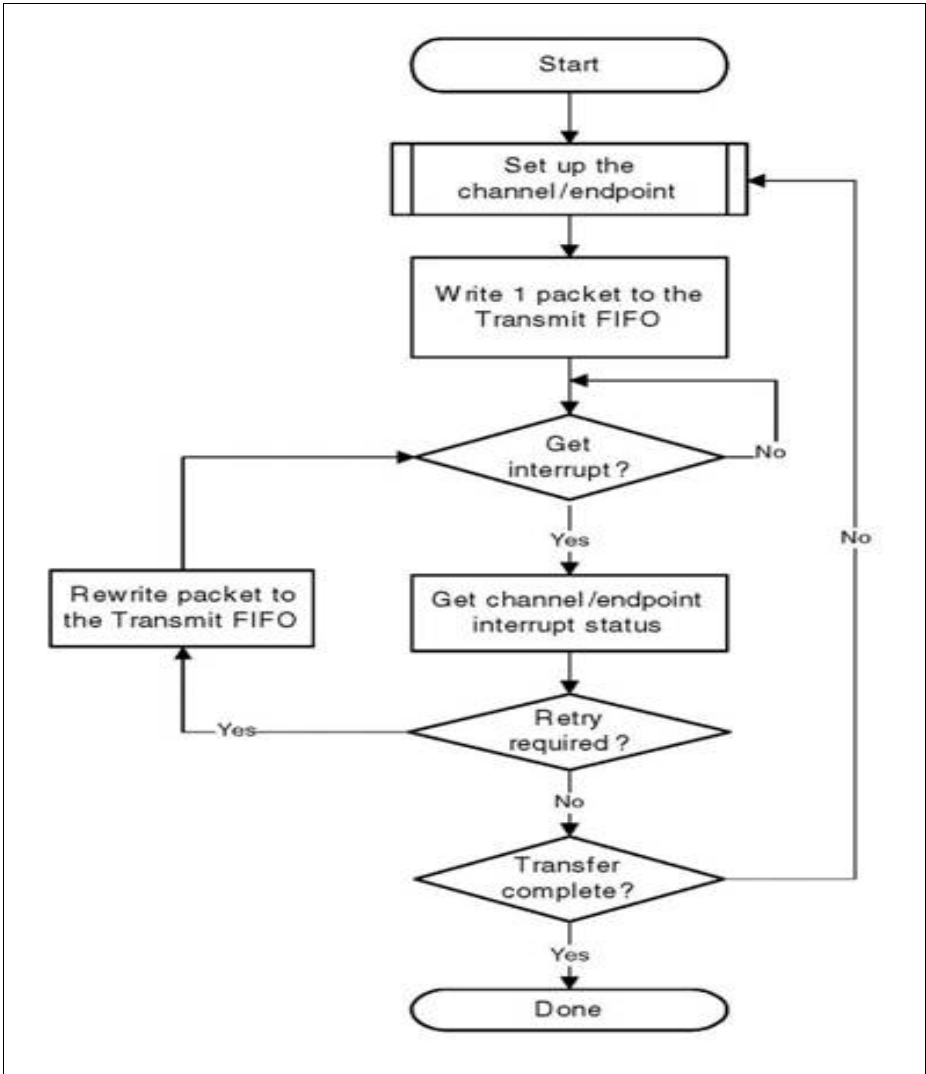 Start
Set up the
channel/endpoint
Write 1 packet to the
Transmit FIFO
Get
interrupt?
No
Yes
No
Rewrite packet to
the Transmit FIFO
Get channel/endpoint
interrupt status
Yes
Retry
required?
No
Transfer
complete?
Yes
Done